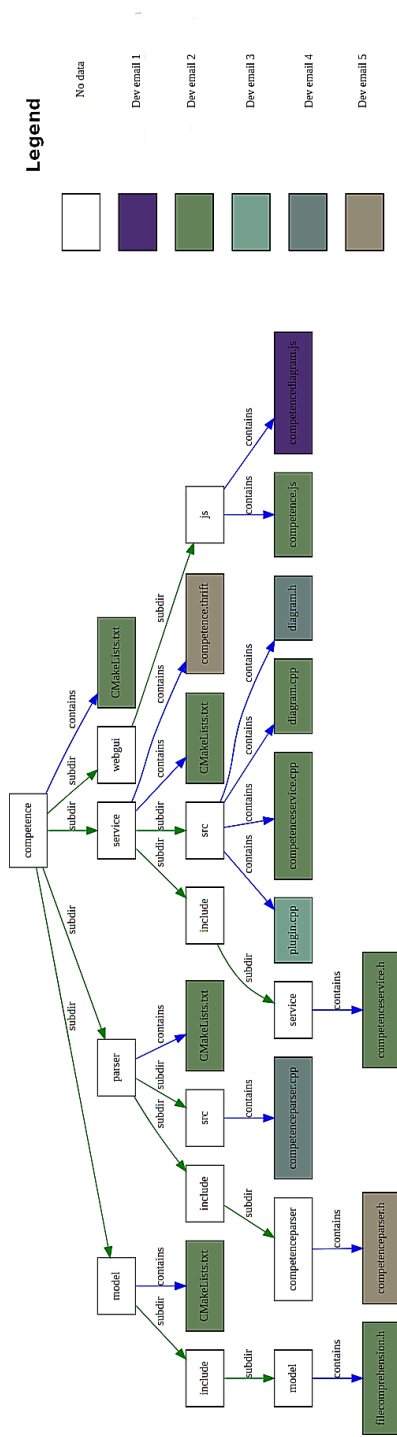 Legend
No data
Dev email 1
Dev email 2
Dev email 3
Dev email 4
Dev email 5
competence
subdir
subdir
subdir
subdir
contains
model
parser
service
webgui
CMakeLists.txt
subdir
contains
subdir
subdir
contains
subdir
subdir
contains
contains
subdir
include
CMakeLists.txt
include
src
CMakeLists.txt
include
src
CMakeLists.txt
competence.thrift
js
subdir
subdir
contains
subdir
contains
contains
contains
contains
contains
contains
model
competenceparser
competenceparser.cpp
service
plugin.cpp
competenceservice.cpp
diagram.cpp
diagram.h
competence.js
competencediagram.js
contains
contains
contains
filecomprehension.h
competenceparser.h
competenceservice.h